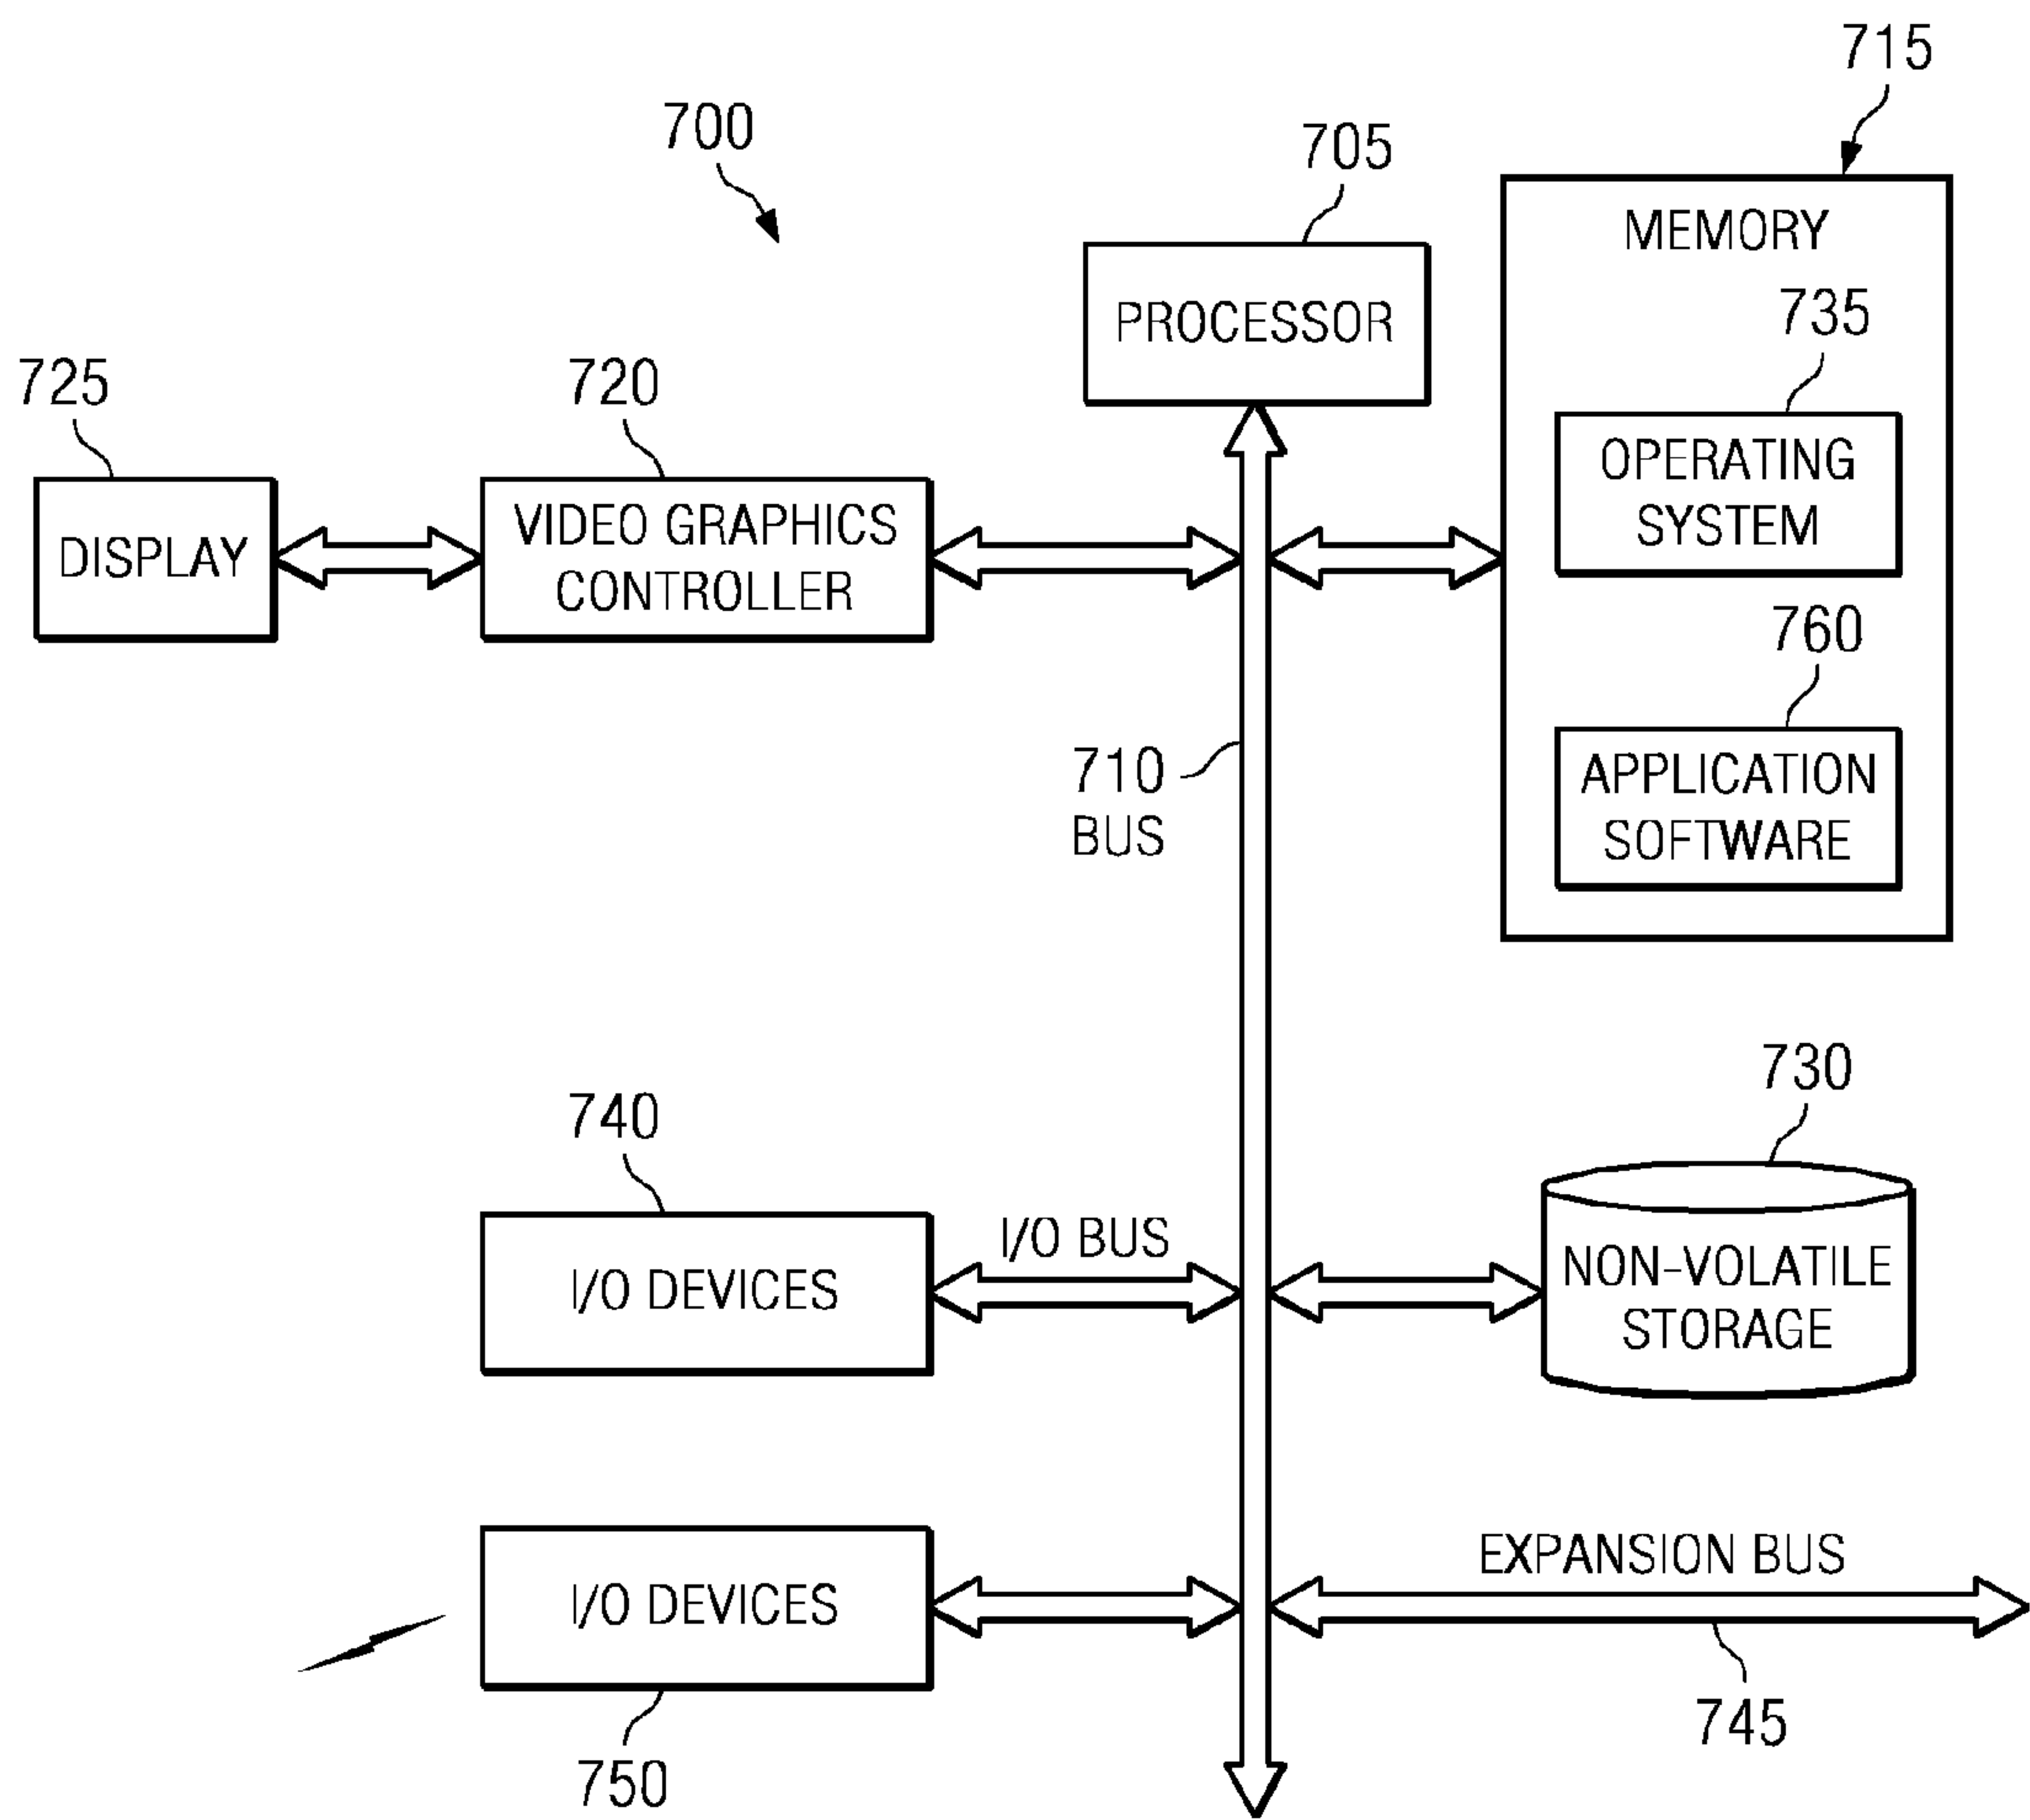 715
700
705
MEMORY
735
PROCESSOR
725
720
OPERATING
SYSTEM
VIDEO GRAPHICS
CONTROLLER
DISPLAY
760
710
BUS
APPLICATION
SOFTWARE
730
740
I/O BUS
I/O DEVICES
NON-VOLATILE
STORAGE
EXPANSION BUS
I/O DEVICES
745
750